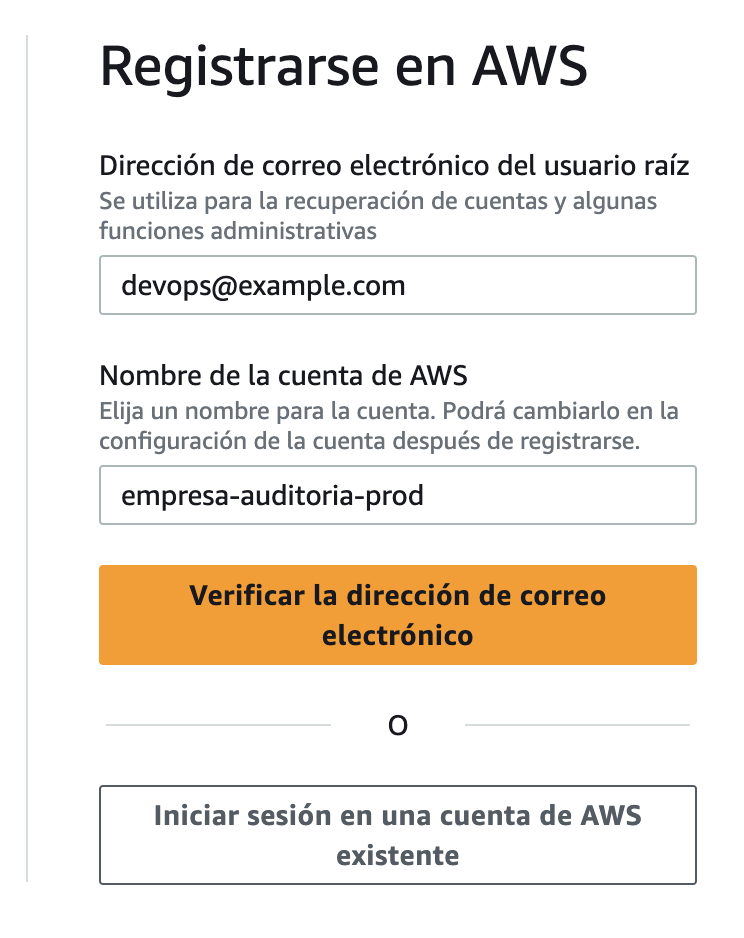 Registrarse en AWS
Dirección de correo electrónico del usuario raíz
Se utiliza para la recuperación de cuentas y algunas
funciones administrativas
devops@example.com
Nombre de la cuenta de AWS
Elija un nombre para la cuenta. Podrá cambiarlo en la
configuración de la cuenta después de registrarse.
empresa-auditoria-prod
Verificar la dirección de correo
electrónico
O
Iniciar sesión en una cuenta de AWS
existente